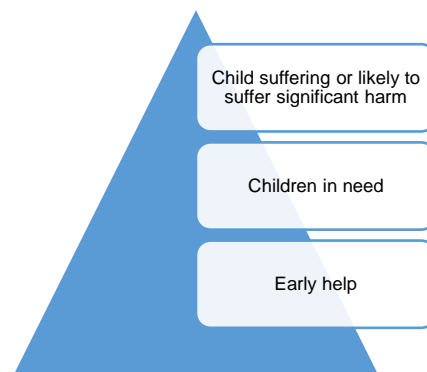 Child suffering or likely to
suffer significant harm
Children in need
Early help